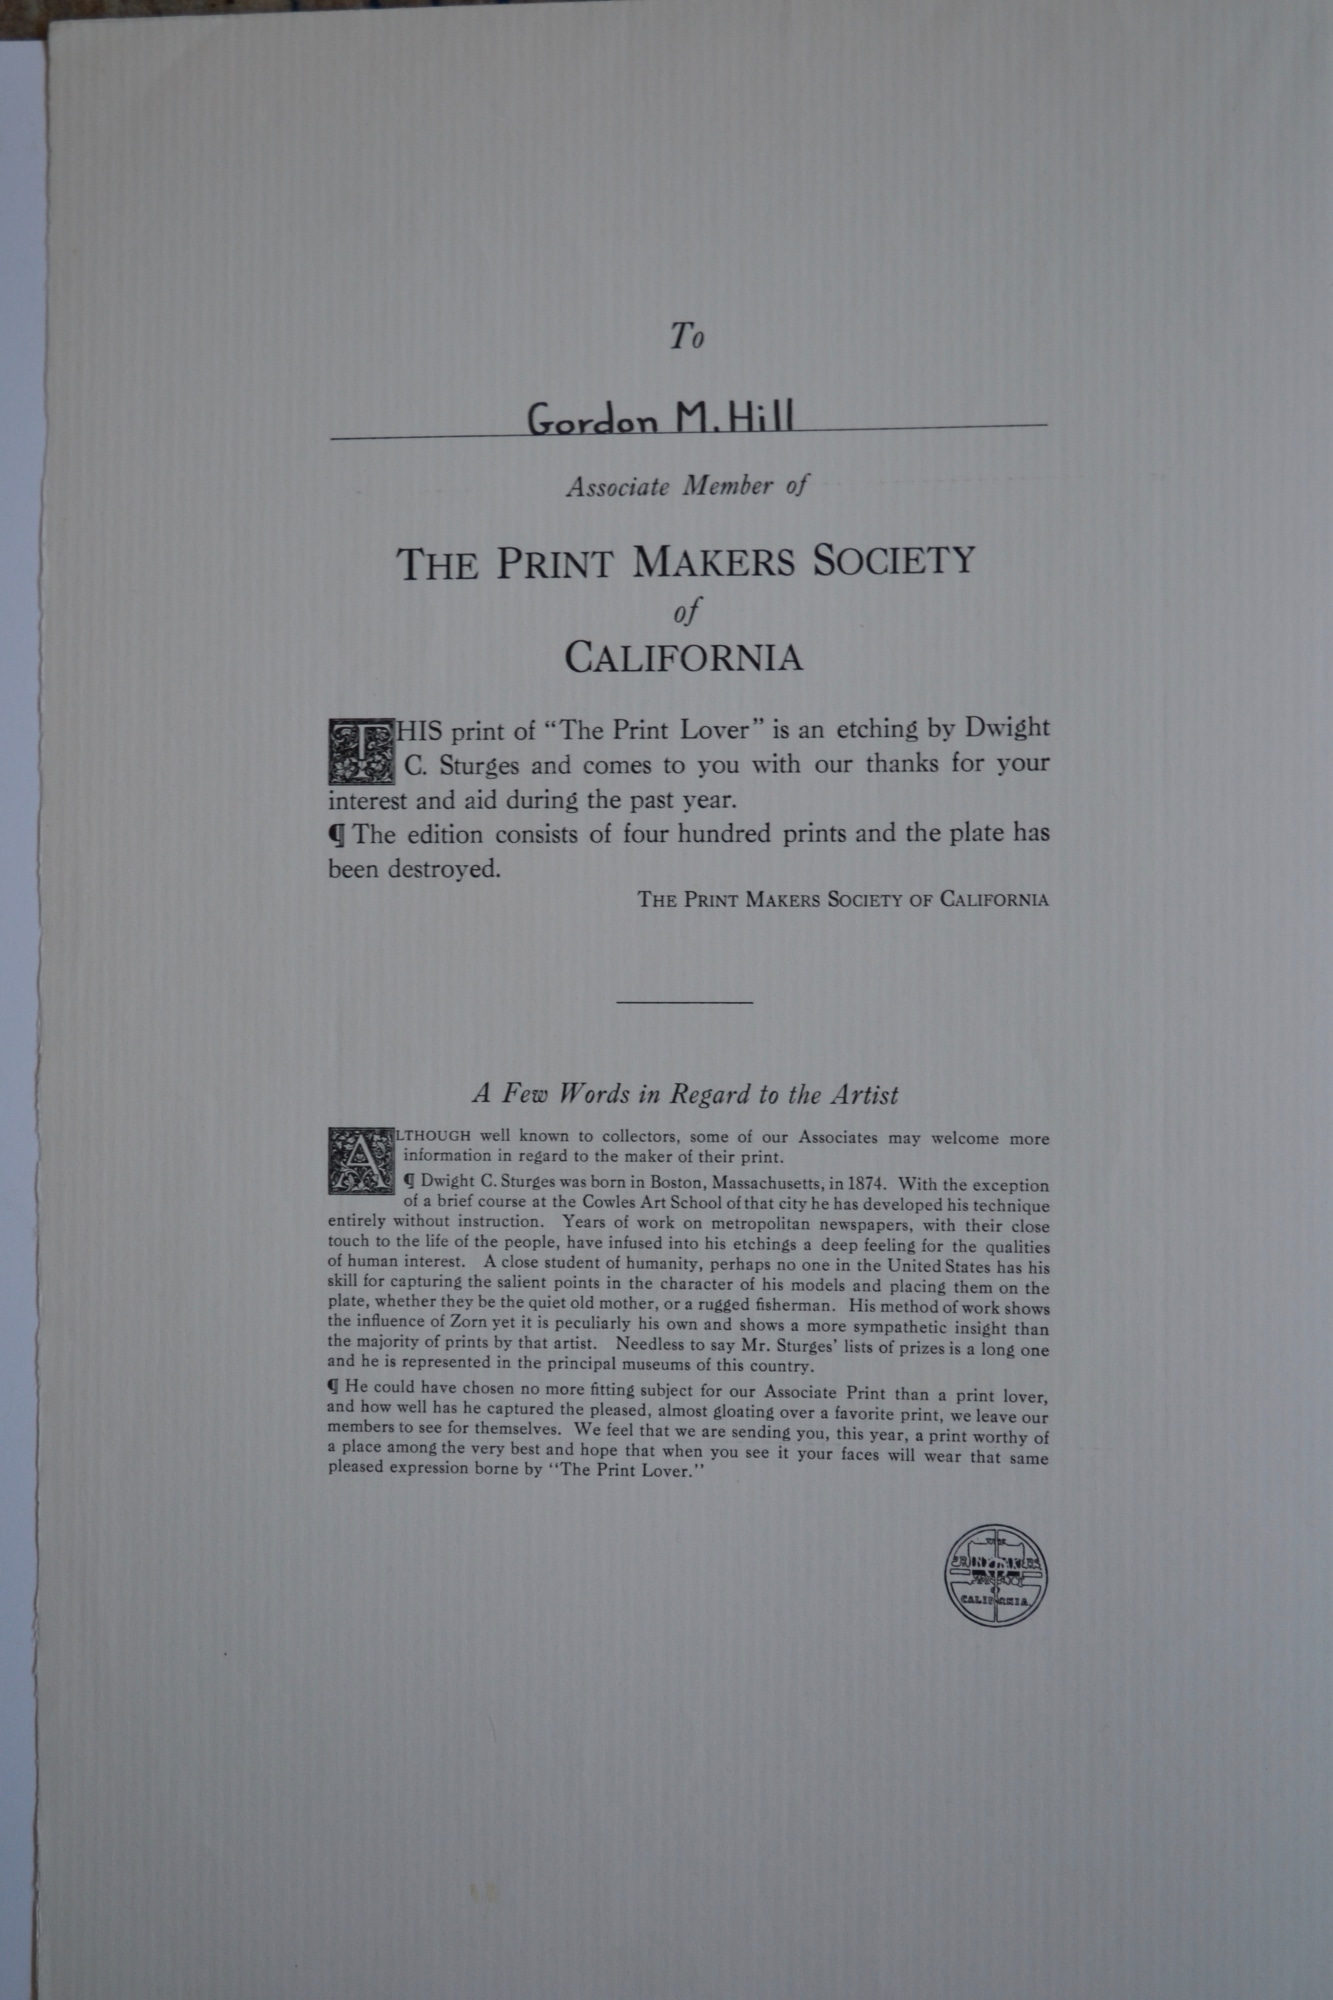 To
Gordon M. Hill
Associate Member of
THE PRINT MAKERS SOCIETY
of
CALIFORNIA
THIS print of “The Print Lover” is an etching by Dwight
C. Sturges and comes to you with our thanks for your
interest and aid during the past year.
¶ The edition consists of four hundred prints and the plate has
been destroyed.
THE PRINT MAKERS SOCIETY OF CALIFORNIA
A Few Words in Regard to the Artist
ALTHOUGH well known to collectors, some of our Associates may welcome more
information in regard to the maker of their print.
¶ Dwight C. Sturges was born in Boston, Massachusetts, in 1874. With the exception
of a brief course at the Cowles Art School of that city he has developed his technique
entirely without instruction. Years of work on metropolitan newspapers, with their close
touch to the life of the people, have infused into his etchings a deep feeling for the qualities
of human interest. A close student of humanity, perhaps no one in the United States has his
skill for capturing the salient points in the character of his models and placing them on the
plate, whether they be the quiet old mother, or a rugged fisherman. His method of work shows
the influence of Zorn yet it is peculiarly his own and shows a more sympathetic insight than
the majority of prints by that artist. Needless to say Mr. Sturges’ lists of prizes is a long one
and he is represented in the principal museums of this country.
¶ He could have chosen no more fitting subject for our Associate Print than a print lover,
and how well has he captured the pleased, almost gloating over a favorite print, we leave our
members to see for themselves. We feel that we are sending you, this year, a print worthy of
a place among the very best and hope that when you see it your faces will wear that same
pleased expression borne by “The Print Lover.”
PRINT MAKERS
CALIFORNIA